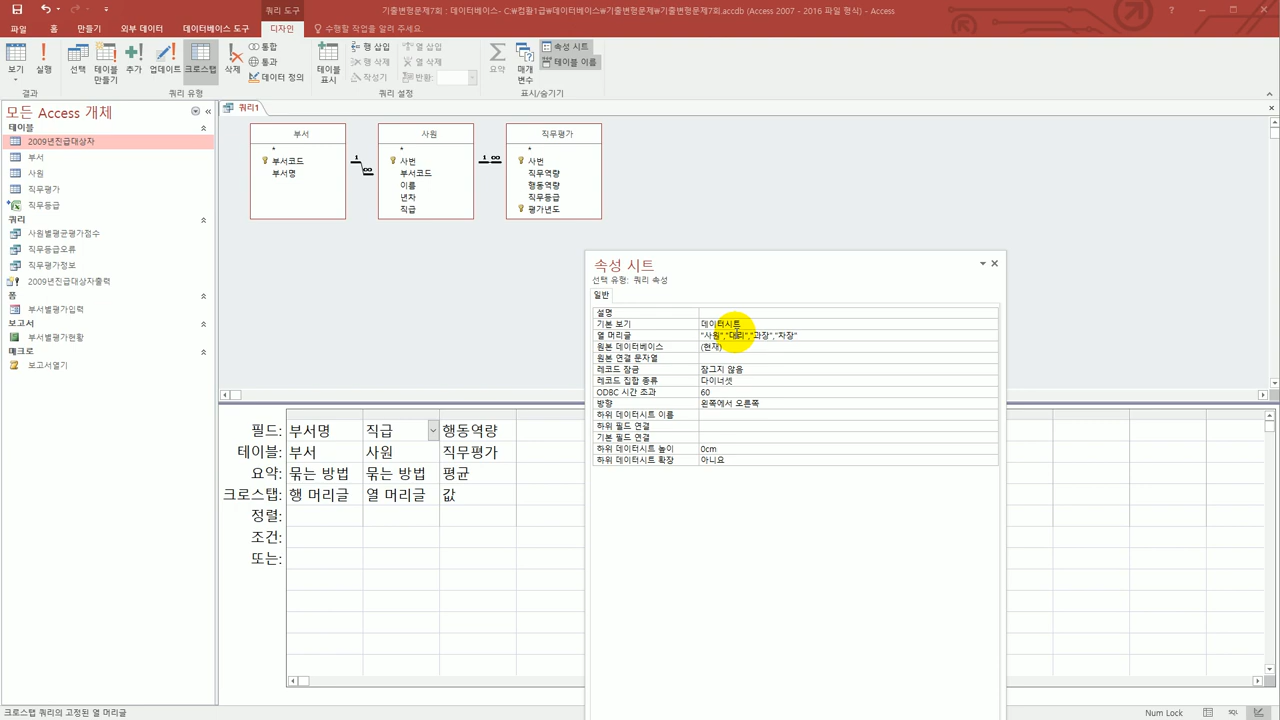 쿼리 도구
기출변형문제7회 : 데이터베이스- C:₩컴활1급₩데이터베이스₩기출변형문제₩기출변형문제7회.accdb (Access 2007 - 2016 파일 형식) - Access
파일 홈 만들기 외부 데이터 데이터베이스 도구 디자인 수행할 작업을 알려 주세요.
보기 실행 선택 테이블 만들기 추가 업데이트 크로스탭 삭제
통합
통과
데이터 정의
테이블 표시
행 삽입
행 삭제
작성기
열 삽입
열 삭제
반환:
요약 매개 변수
속성 시트
테이블 이름
결과 쿼리 유형 쿼리 설정 표시/숨기기
모든 Access 개체
테이블
2009년진급대상자
부서
사원
직무평가
직무등급
쿼리
사원별평균평가점수
직무등급오류
직무평가정보
2009년진급대상자출력
폼
부서별평가입력
보고서
부서별평가현황
매크로
보고서열기
쿼리1
부서
*
부서코드
부서명
1 ∞
사원
*
사번
부서코드
이름
년차
직급
1 ∞
직무평가
*
사번
직무역량
행동역량
직무등급
평가년도
속성 시트
선택 유형: 쿼리 속성
일반
설명
기본 보기 데이터시트
열 머리글 "사원","대리","과장","차장"
원본 데이터베이스 (현재)
원본 연결 문자열
레코드 잠금 잠그지 않음
레코드 집합 종류 다이너셋
ODBC 시간 초과 60
방향 왼쪽에서 오른쪽
하위 데이터시트 이름
하위 필드 연결
기본 필드 연결
하위 데이터시트 높이 0cm
하위 데이터시트 확장 아니요
필드: 부서명 직급 행동역량
테이블: 부서 사원 직무평가
요약: 묶는 방법 묶는 방법 평균
크로스탭: 행 머리글 열 머리글 값
정렬:
조건:
또는:
크로스탭 쿼리의 고정된 열 머리글
Num Lock SQL